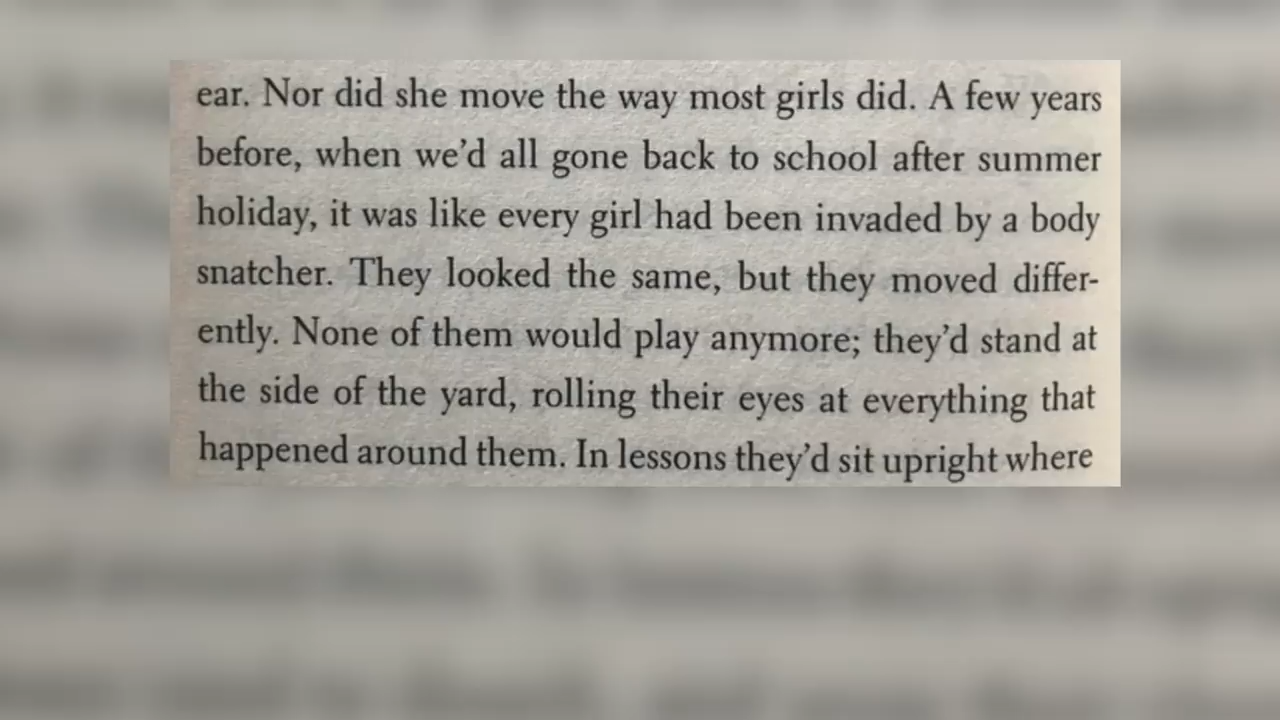 ear. Nor did she move the way most girls did. A few years
before, when we’d all gone back to school after summer
holiday, it was like every girl had been invaded by a body
snatcher. They looked the same, but they moved differ-
ently. None of them would play anymore; they’d stand at
the side of the yard, rolling their eyes at everything that
happened around them. In lessons they’d sit upright where